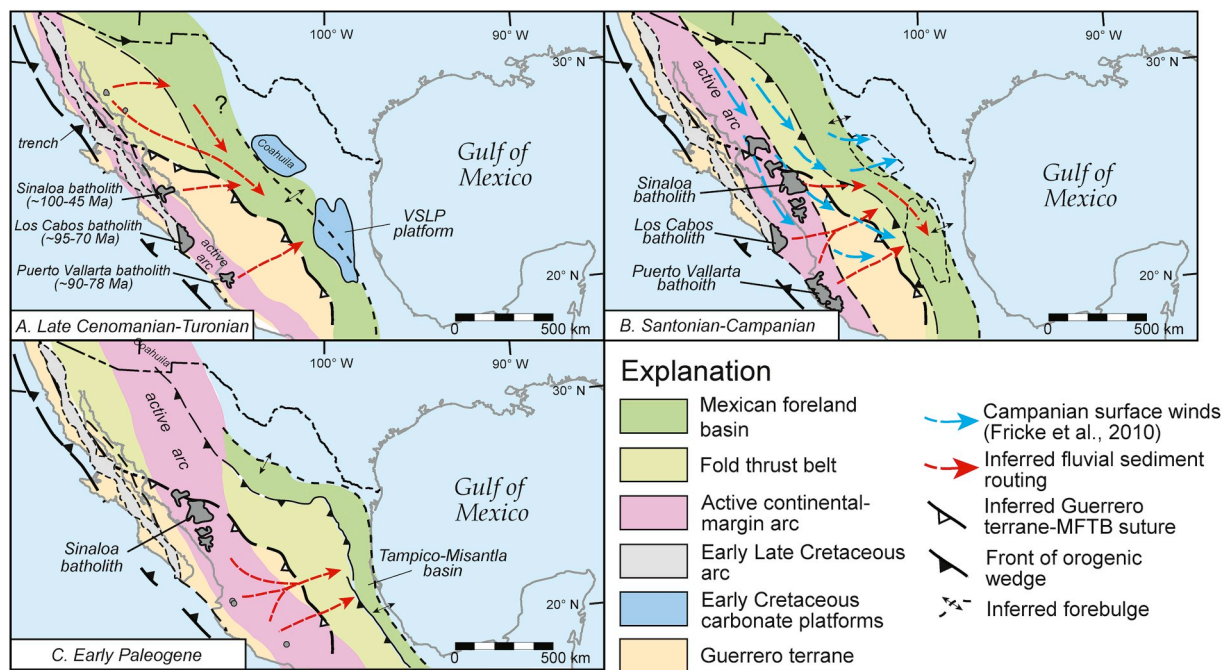 100° W
90° W
30° N
20° N
Gulf of
Mexico
?
Coahuila
trench
Sinaloa batholith
(~100-45 Ma)
Los Cabos batholith
(~95-70 Ma)
Puerto Vallarta batholith
(~90-78 Ma)
active
arc
VSLP
platform
A. Late Cenomanian-Turonian
0
500 km
100° W
90° W
30° N
20° N
active
arc
Gulf of
Mexico
Sinaloa
batholith
Los Cabos
batholith
Puerto Vallarta
bathoith
B. Santonian-Campanian
0
500 km
Coahuila
100° W
90° W
30° N
20° N
active
arc
Gulf of
Mexico
Sinaloa
batholith
Tampico-Misantla
basin
C. Early Paleogene
0
500 km
Explanation
Mexican foreland
basin
Fold thrust belt
Active continental-
margin arc
Early Late Cretaceous
arc
Early Cretaceous
carbonate platforms
Guerrero terrane
Campanian surface winds
(Fricke et al., 2010)
Inferred fluvial sediment
routing
Inferred Guerrero
terrane-MFTB suture
Front of orogenic
wedge
Inferred forebulge